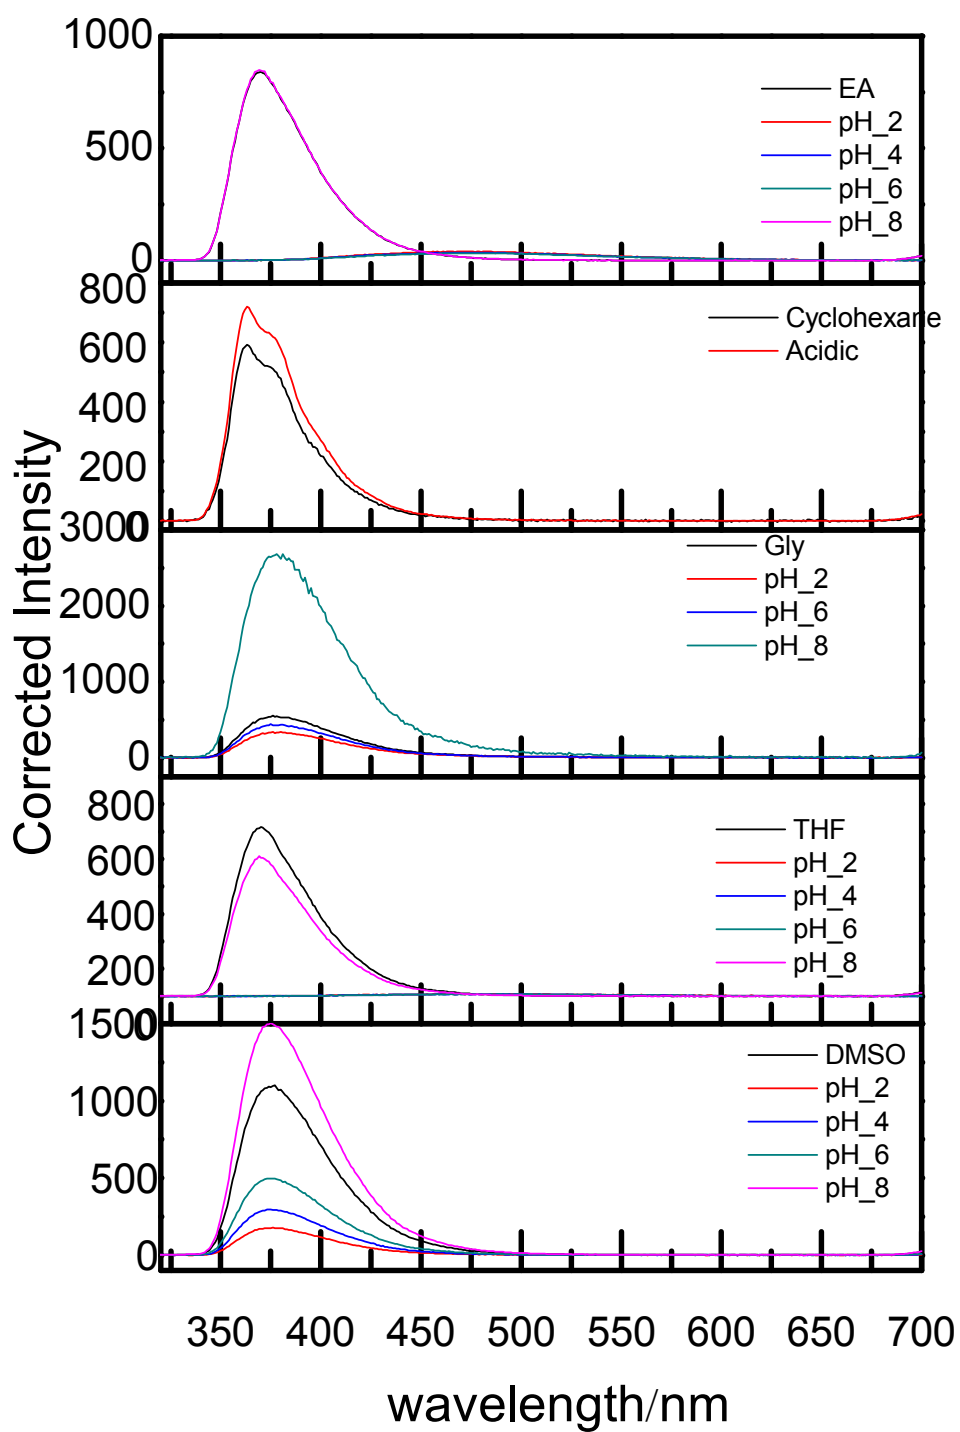 Corrected Intensity
1000
500
0
EA
pH_2
pH_4
pH_6
pH_8
800
600
400
200
0
Cyclohexane
Acidic
3000
2000
1000
0
Gly
pH_2
pH_6
pH_8
800
600
400
200
0
THF
pH_2
pH_4
pH_6
pH_8
1500
1000
500
0
DMSO
pH_2
pH_4
pH_6
pH_8
350 400 450 500 550 600 650 700
wavelength/nm